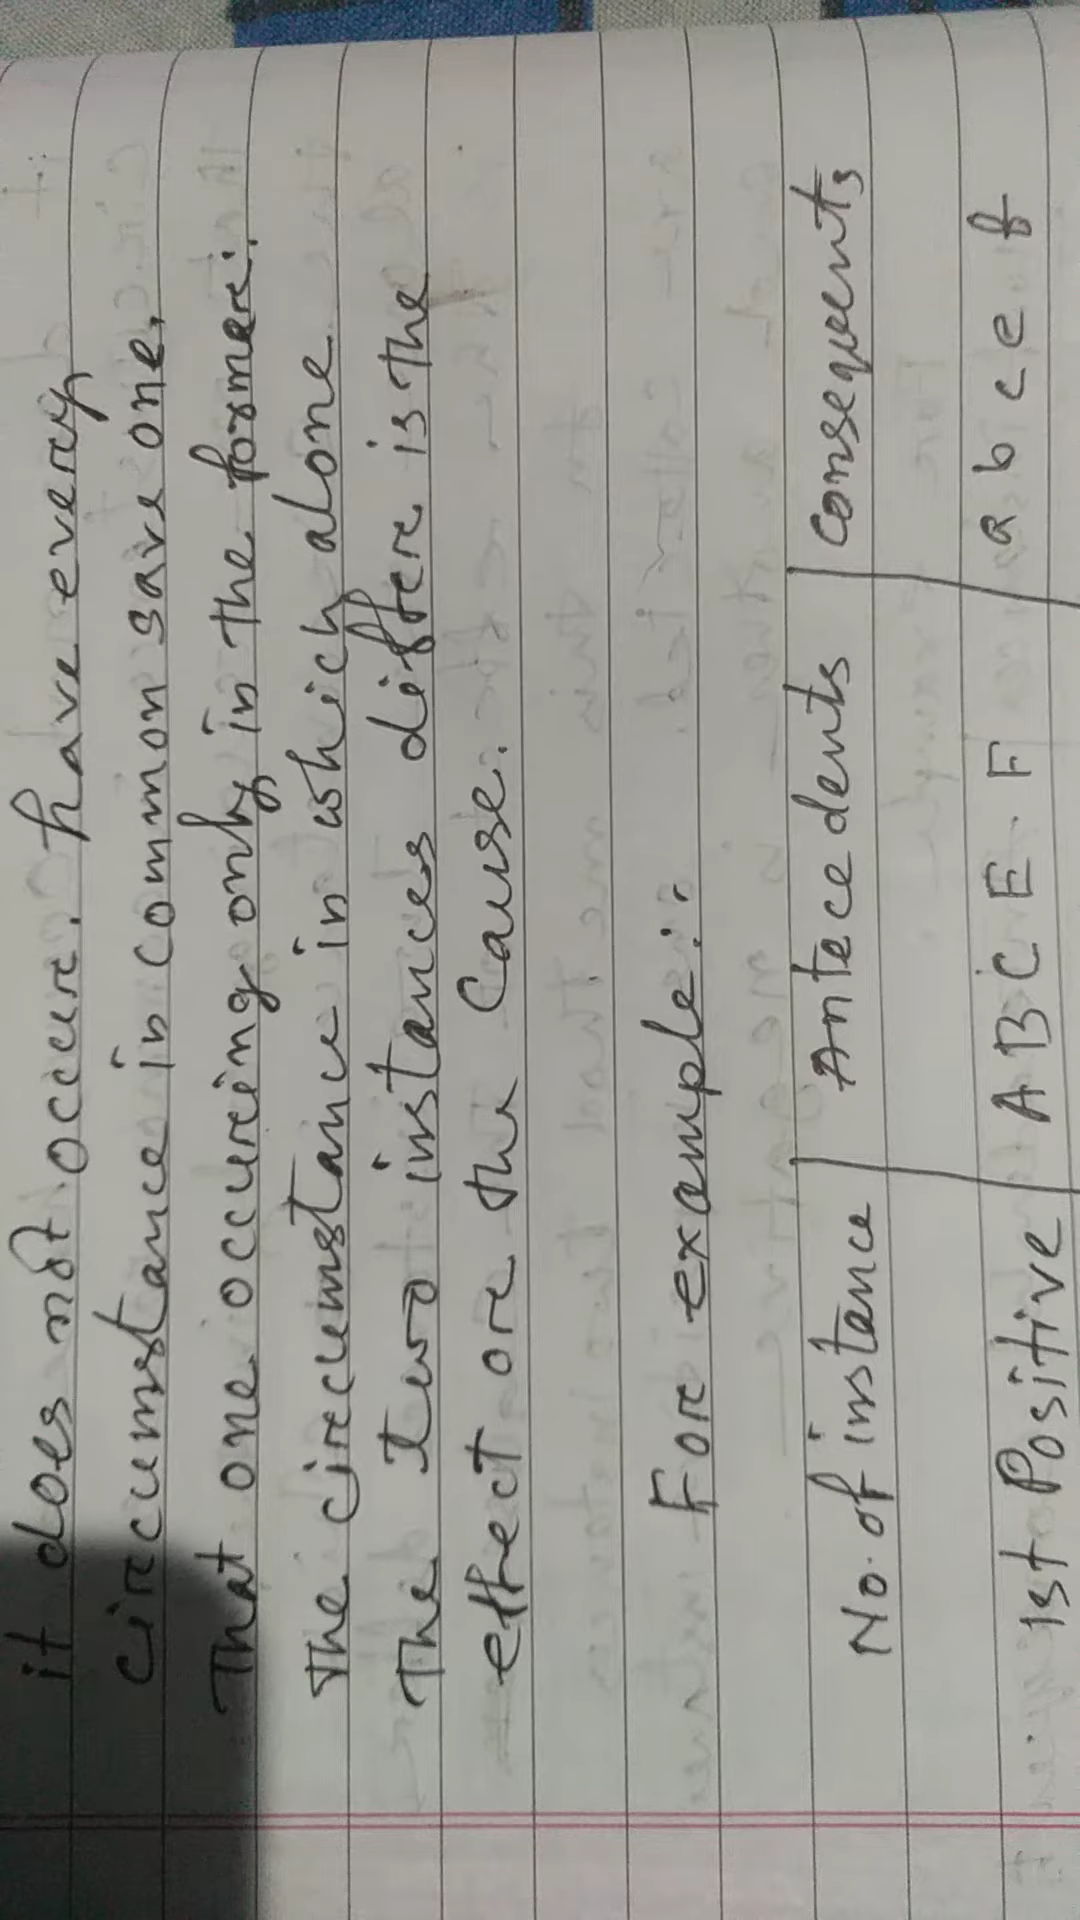 it does not occur. have every
circumstance in common save one.
That one occuring only in the former.
The circumstance in which alone
The two instances differ is the
effect or the Cause.
For example:
No. of instance | Antecedents | Consequents
1st Positive | A B C E F | a b c e f